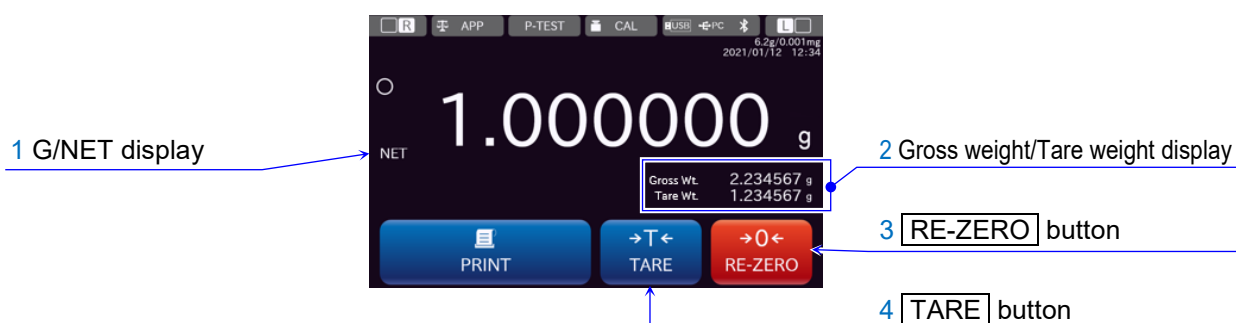 R APP P-TEST CAL USB PC L
6.2g/0.001mg
2021/01/12 12:34
1.000000 g
NET
1 G/NET display
2 Gross weight/Tare weight display
Gross Wt. 2.234567 g
Tare Wt. 1.234567 g
3 RE-ZERO button
→T← →0←
PRINT TARE RE-ZERO
4 TARE button